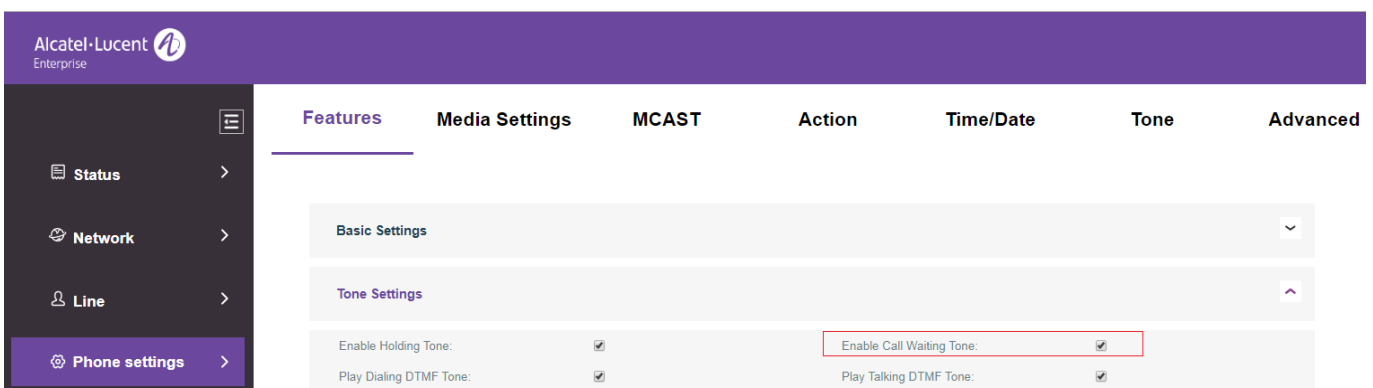 Alcatel·Lucent
Enterprise
Features Media Settings MCAST Action Time/Date Tone Advanced
Status
Network
Line
Phone settings
Basic Settings
Tone Settings
Enable Holding Tone: Enable Call Waiting Tone:
Play Dialing DTMF Tone: Play Talking DTMF Tone: